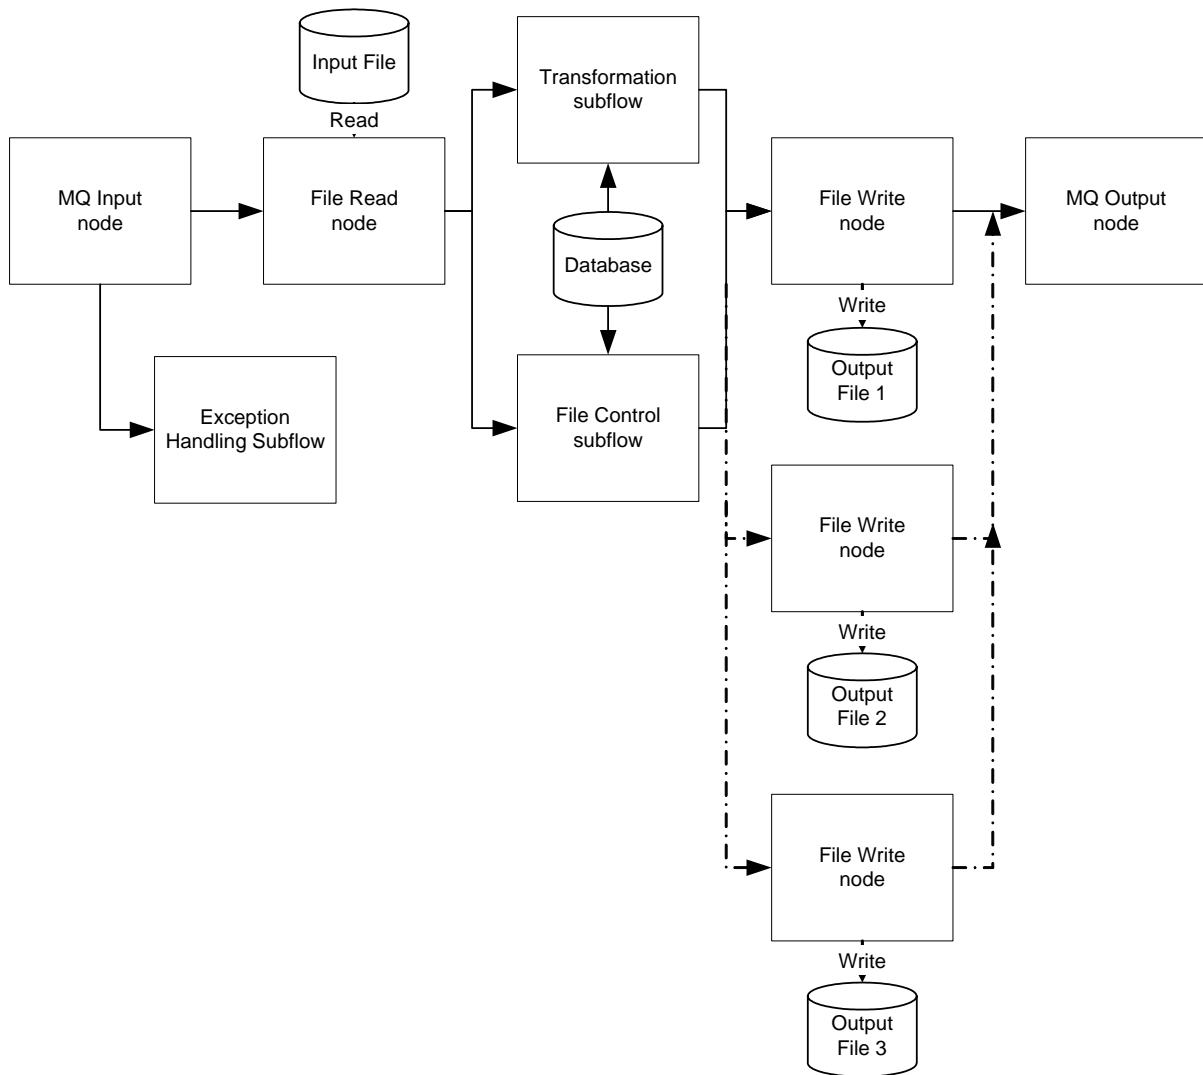 Input File
Read
MQ Input
node
File Read
node
Transformation
subflow
Database
File Control
subflow
Exception
Handling Subflow
File Write
node
Write
Output
File 1
MQ Output
node
File Write
node
Write
Output
File 2
File Write
node
Write
Output
File 3